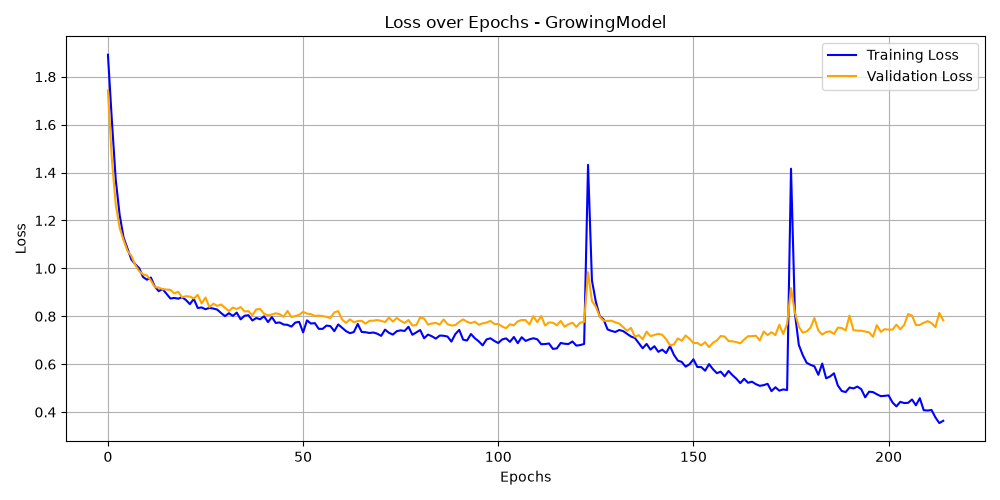 Loss over Epochs - GrowingModel
Training Loss
Validation Loss
Loss
1.8
1.6
1.4
1.2
1.0
0.8
0.6
0.4
0
50
100
150
200
Epochs